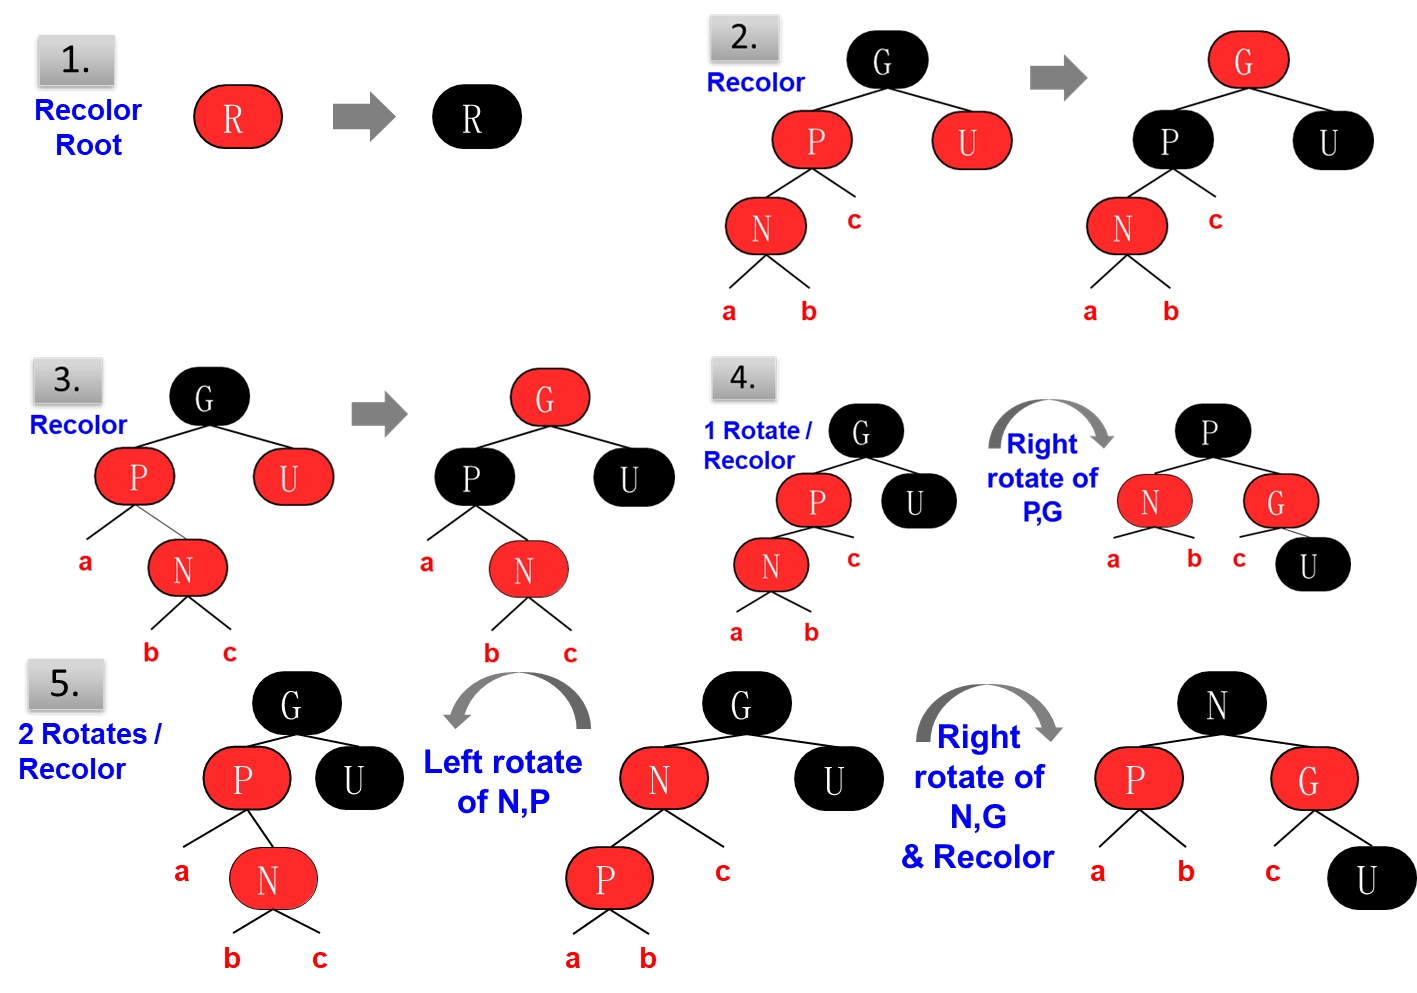 1.
Recolor
Root
R
R
2.
Recolor
G
P
U
N
c
a
b
G
P
U
N
c
a
b
3.
Recolor
G
P
U
a
N
b
c
G
P
U
a
N
b
c
4.
1 Rotate /
Recolor
G
P
U
N
c
a
b
Right
rotate of
P,G
P
N
G
a
b
c
U
5.
2 Rotates /
Recolor
G
P
U
a
N
b
c
Left rotate
of N,P
G
N
U
P
c
a
b
Right
rotate of
N,G
& Recolor
N
P
G
a
b
c
U